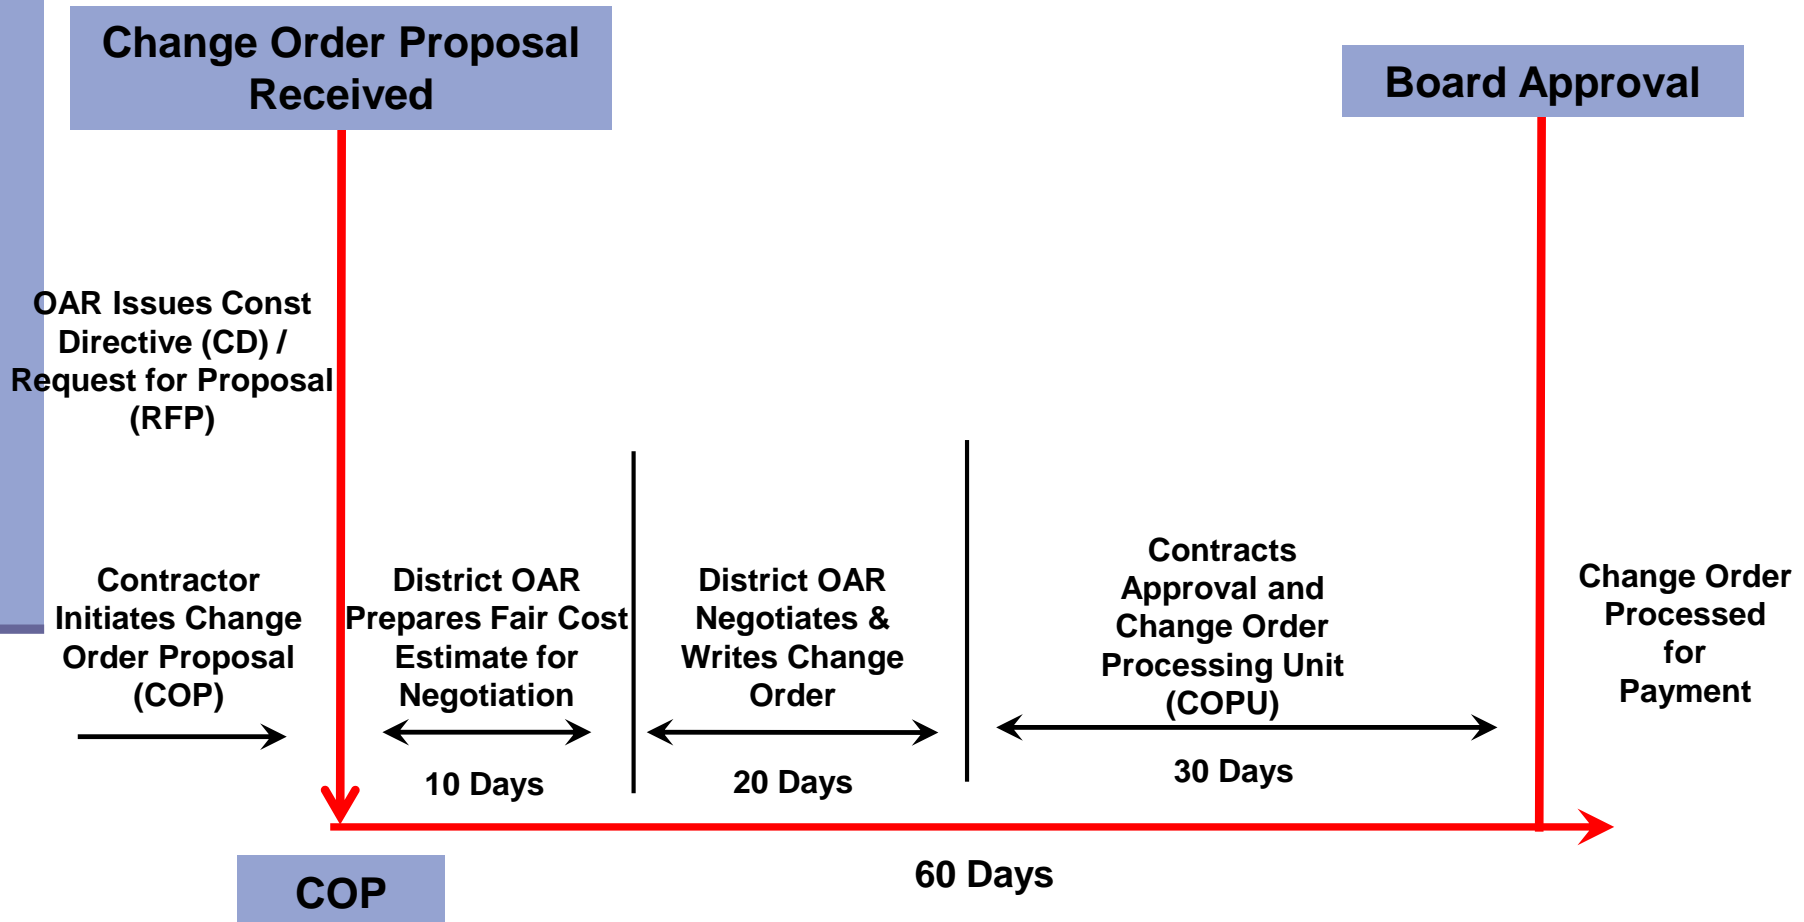 Change Order Proposal
Received
Board Approval
OAR Issues Const
Directive (CD) /
Request for Proposal
(RFP)
Contractor
Initiates Change
Order Proposal
(COP)
District OAR
Prepares Fair Cost
Estimate for
Negotiation
District OAR
Negotiates &
Writes Change
Order
Contracts
Approval and
Change Order
Processing Unit
(COPU)
Change Order
Processed
for
Payment
10 Days
20 Days
30 Days
60 Days
COP